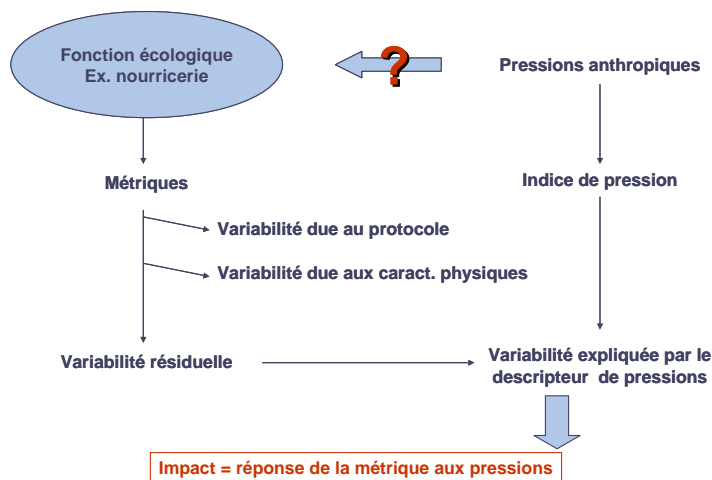 Fonction écologique
Ex. nourricerie
?
Pressions anthropiques
Métriques
Indice de pression
Variabilité due au protocole
Variabilité due aux caract. physiques
Variabilité résiduelle
Variabilité expliquée par le
descripteur de pressions
Impact = réponse de la métrique aux pressions